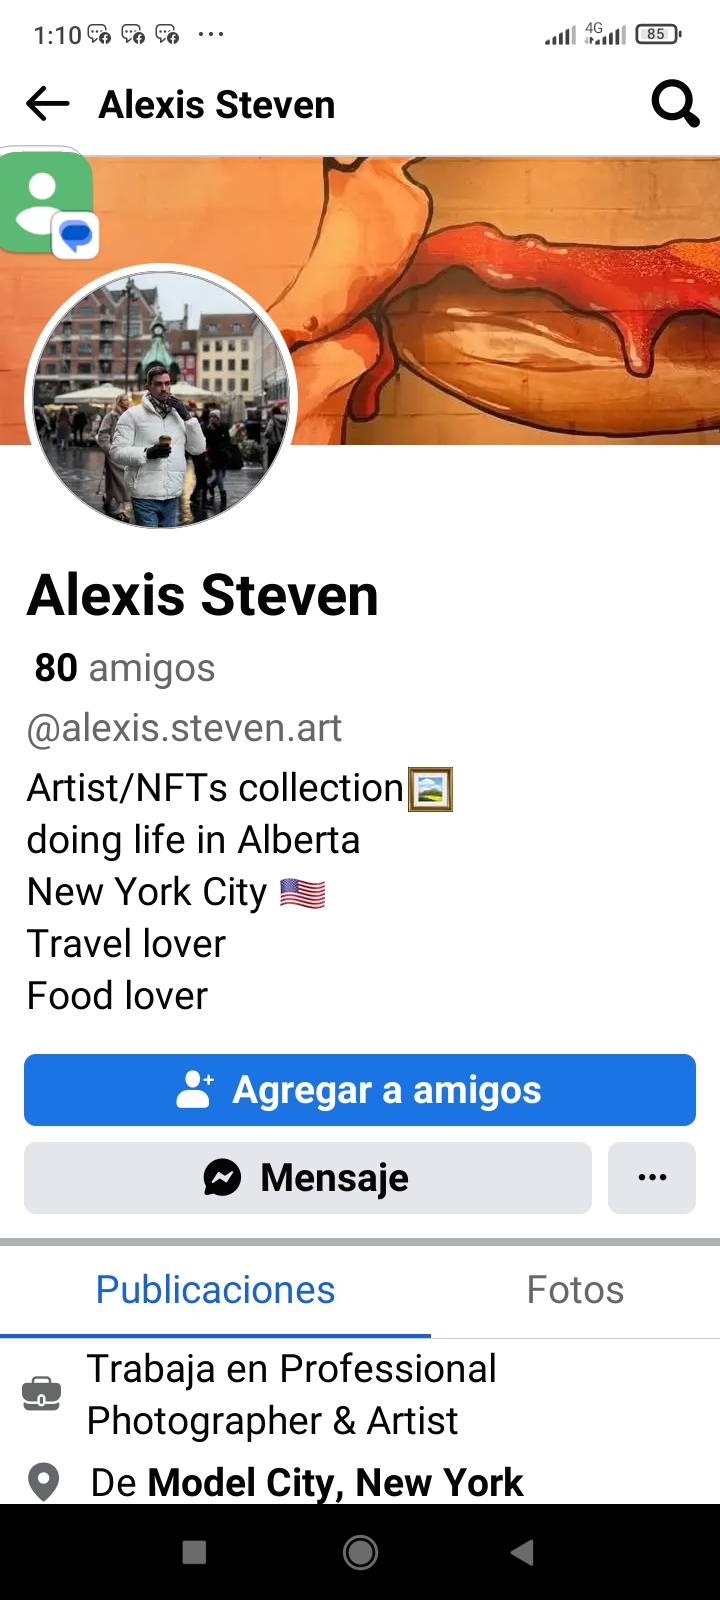 1:10
4G
85
Alexis Steven
Alexis Steven
80 amigos
@alexis.steven.art
Artist/NFTs collection🖼️
doing life in Alberta
New York City 🇺🇸
Travel lover
Food lover
Agregar a amigos
Mensaje
Publicaciones
Fotos
Trabaja en Professional
Photographer & Artist
De Model City, New York